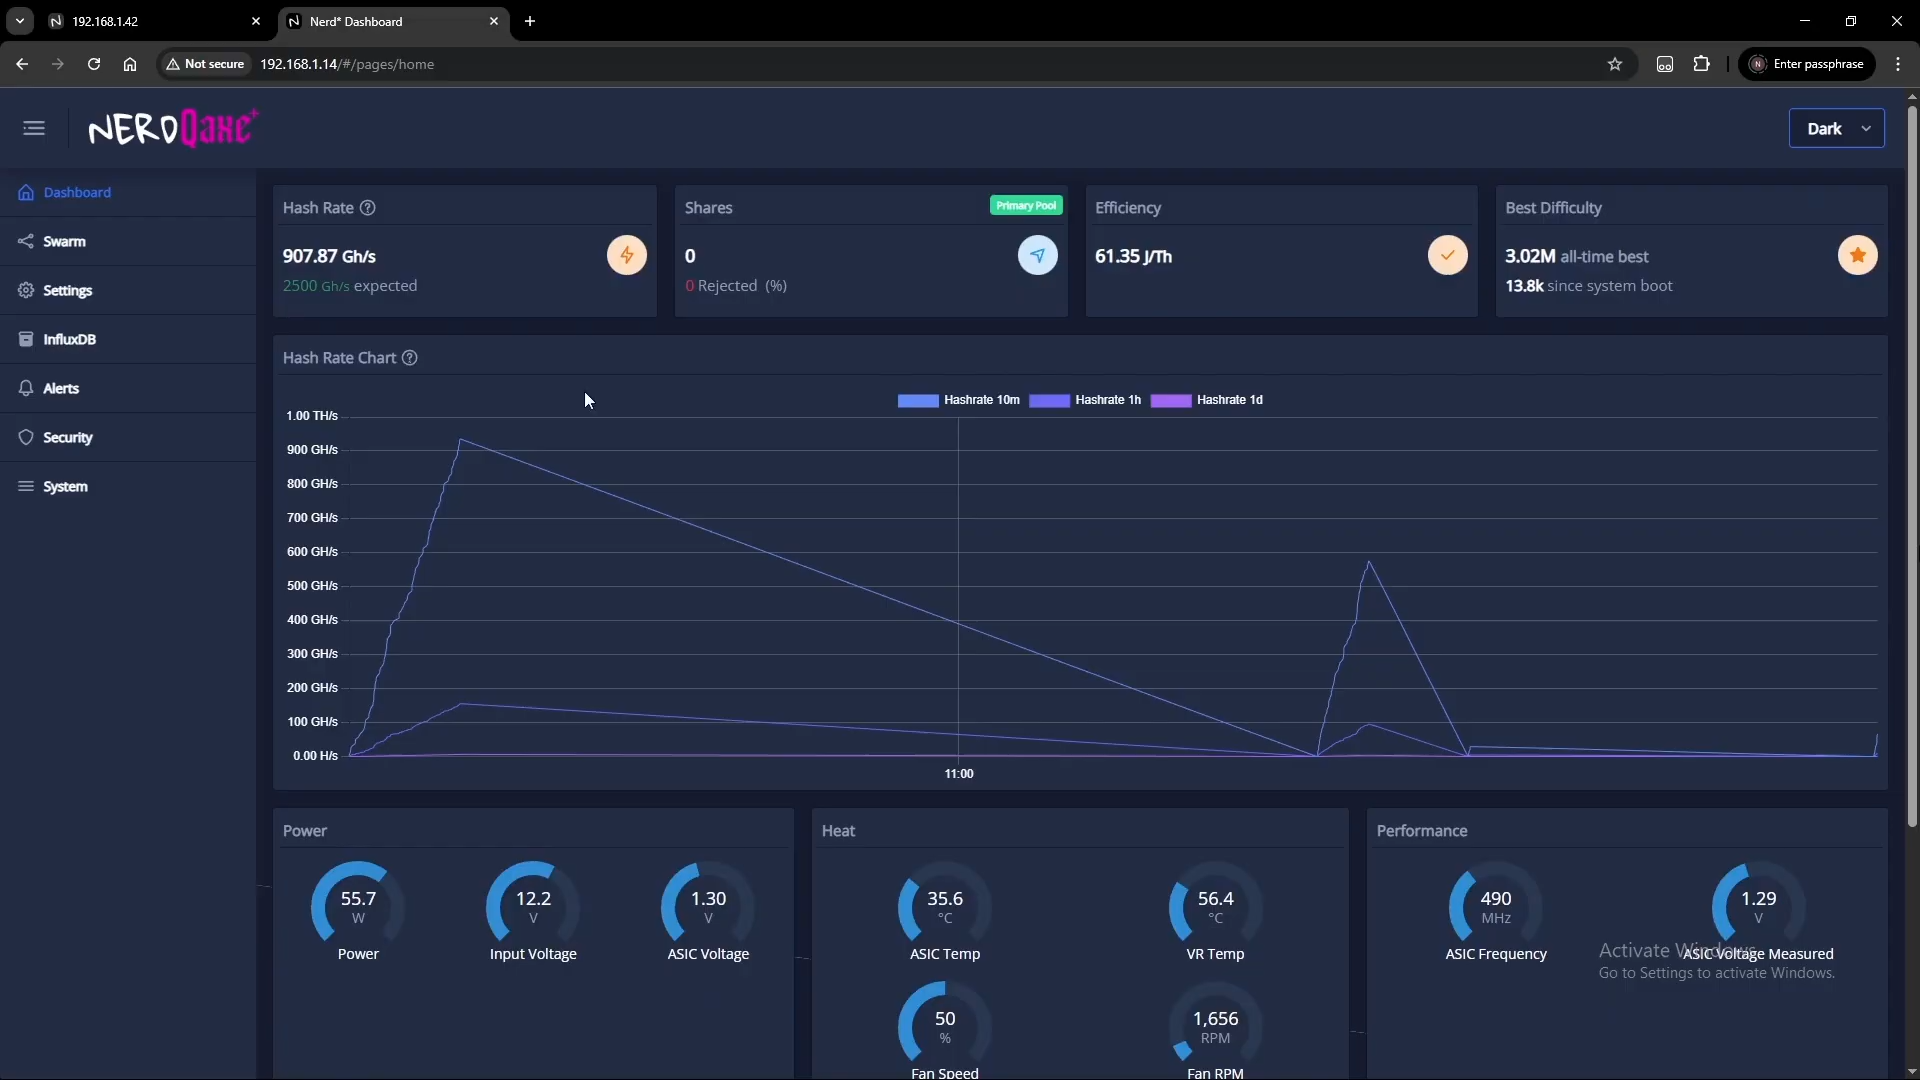 192.168.1.42
Nerd* Dashboard
Not secure
192.168.1.14/#/pages/home
Enter passphrase
NERDQaxe+
Dark
Dashboard
Swarm
Settings
InfluxDB
Alerts
Security
System
Hash Rate
907.87 Gh/s
2500 Gh/s expected
Shares
Primary Pool
0
0 Rejected (%)
Efficiency
61.35 J/Th
Best Difficulty
3.02M all-time best
13.8k since system boot
Hash Rate Chart
Hashrate 10m Hashrate 1h Hashrate 1d
1.00 TH/s
900 GH/s
800 GH/s
700 GH/s
600 GH/s
500 GH/s
400 GH/s
300 GH/s
200 GH/s
100 GH/s
0.00 H/s
11:00
Power
55.7
W
Power
12.2
V
Input Voltage
1.30
V
ASIC Voltage
Heat
35.6
°C
ASIC Temp
56.4
°C
VR Temp
50
%
Fan Speed
1,656
RPM
Fan RPM
Performance
490
MHz
ASIC Frequency
1.29
V
ASIC Voltage Measured
Activate Windows
Go to Settings to activate Windows.